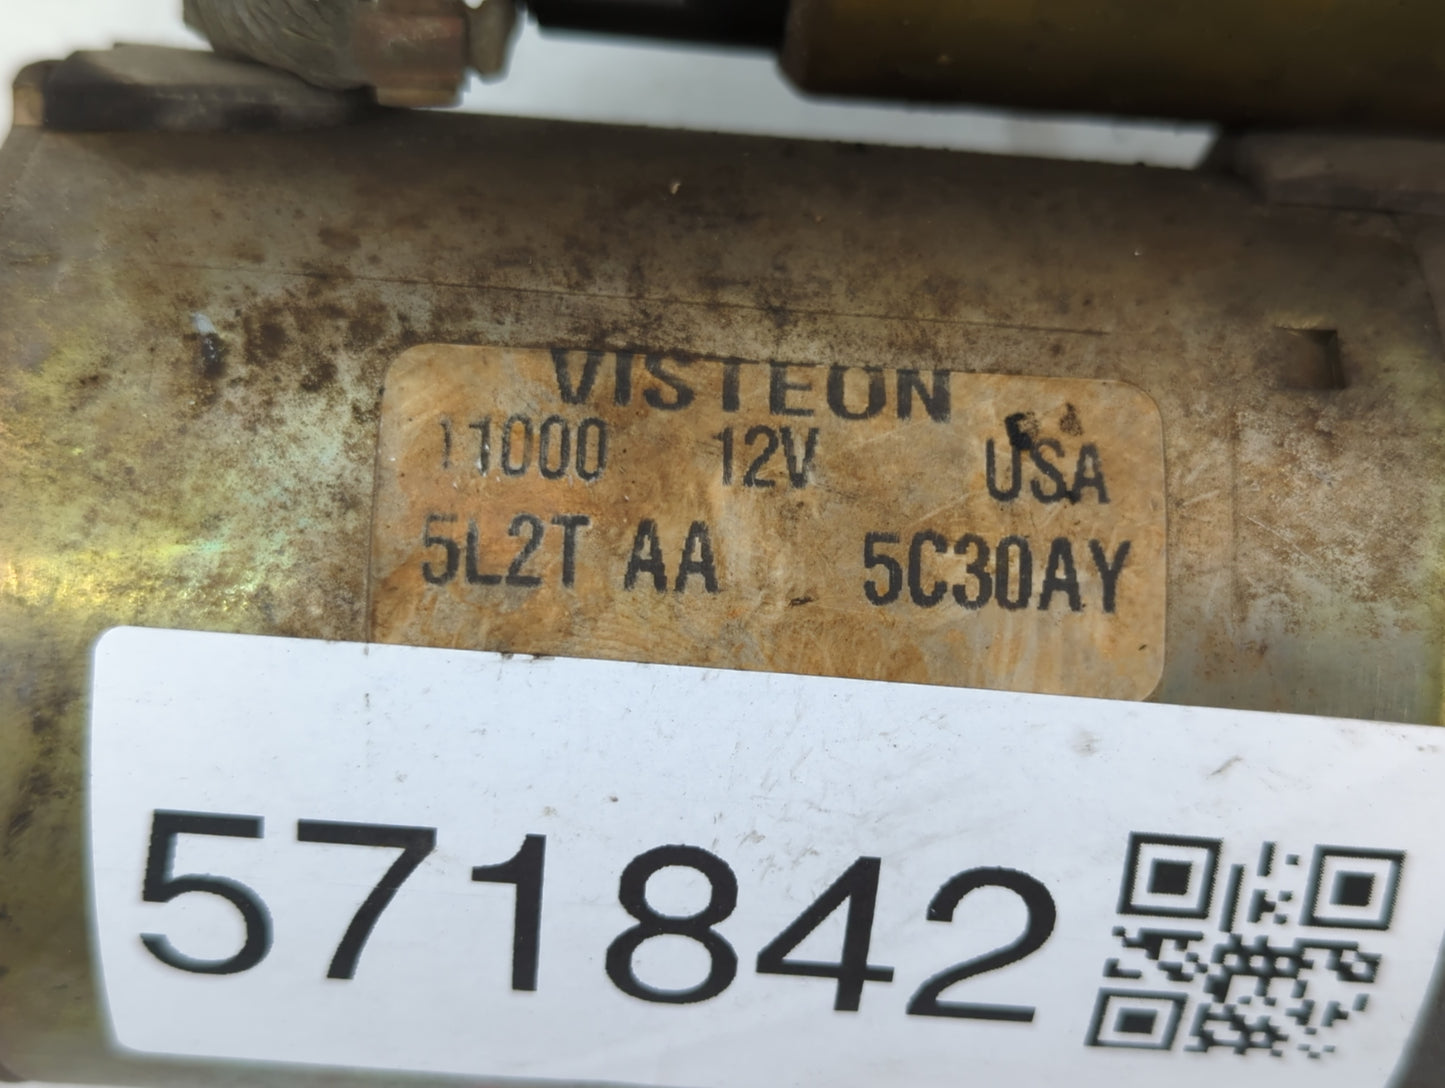 VISTEON
11000 12V USA
5L2T AA 5C30AY
571842